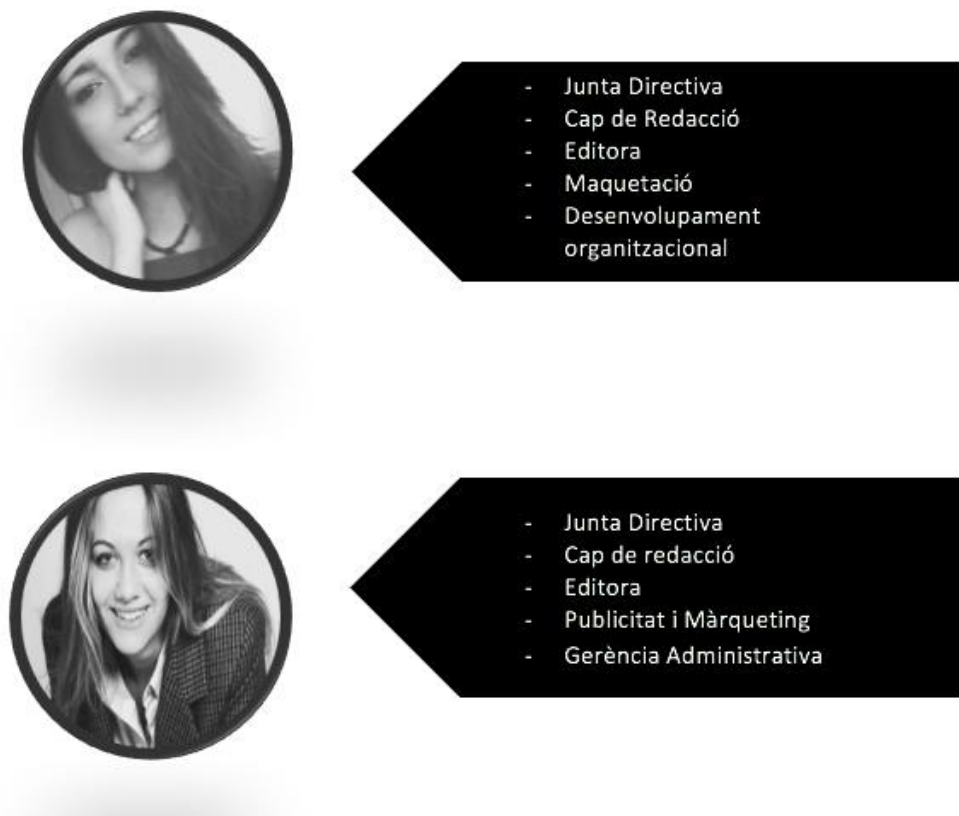 - Junta Directiva
- Cap de Redacció
- Editora
- Maquetació
- Desenvolupament
organitzacional
- Junta Directiva
- Cap de redacció
- Editora
- Publicitat i Màrqueting
- Gerència Administrativa